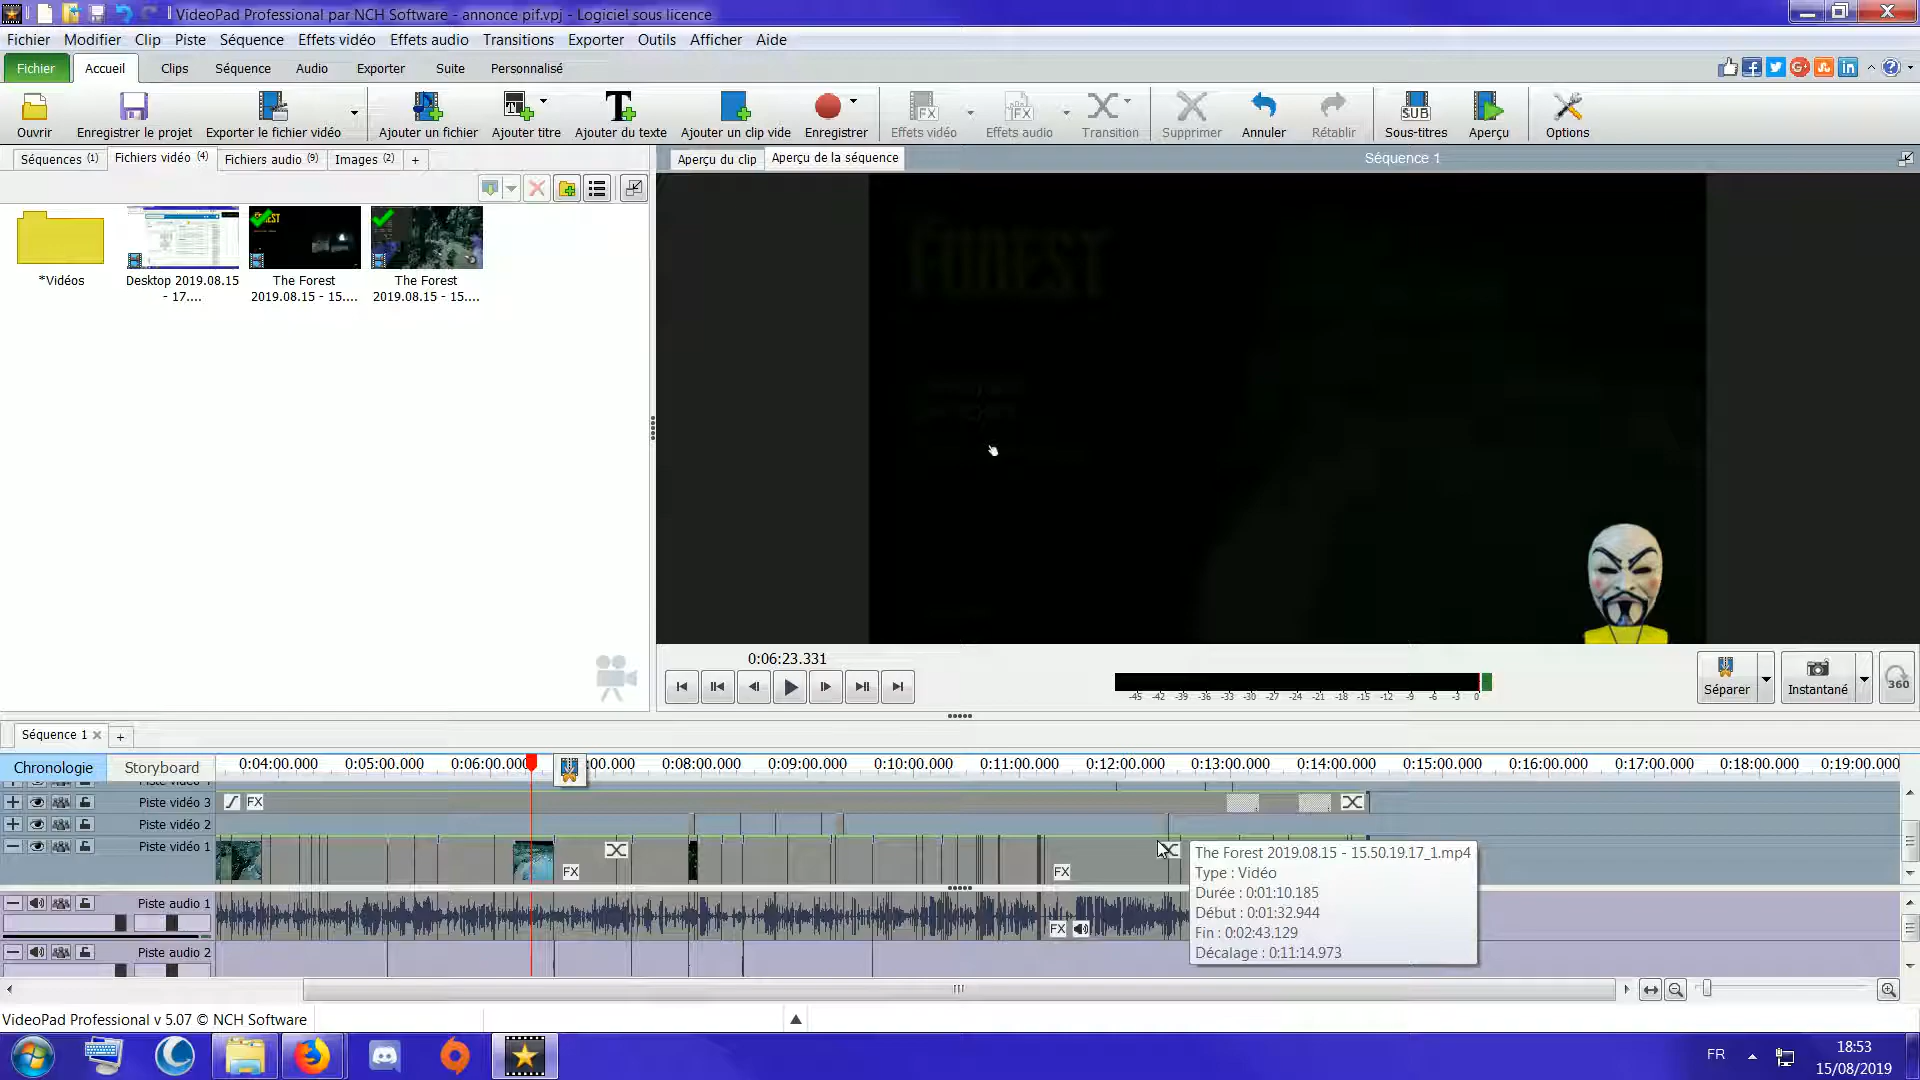 VideoPad Professional par NCH Software - annonce pif.vpj - Logiciel sous licence
Fichier Modifier Clip Piste Séquence Effets vidéo Effets audio Transitions Exporter Outils Afficher Aide
Fichier Accueil Clips Séquence Audio Exporter Suite Personnalisé
Ouvrir Enregistrer le projet Exporter le fichier vidéo Ajouter un fichier Ajouter titre Ajouter du texte Ajouter un clip vide Enregistrer Effets vidéo Effets audio Transition Supprimer Annuler Rétablir Sous-titres Aperçu Options
Séquences (1) Fichiers vidéo (4) Fichiers audio (9) Images (2) +
Aperçu du clip Aperçu de la séquence Séquence 1
*Vidéos
Desktop 2019.08.15
- 17....
The Forest
2019.08.15 - 15....
The Forest
2019.08.15 - 15....
FOREST
0:06:23.331
-45 -42 -39 -36 -33 -30 -27 -24 -21 -18 -15 -12 -9 -6 -3 0
Séparer Instantané 360
Séquence 1 +
Chronologie Storyboard
0:04:00.000 0:05:00.000 0:06:00.000 0:08:00.000 0:09:00.000 0:10:00.000 0:11:00.000 0:12:00.000 0:13:00.000 0:14:00.000 0:15:00.000 0:16:00.000 0:17:00.000 0:18:00.000 0:19:00.000
Piste vidéo 3 FX
Piste vidéo 2
Piste vidéo 1
FX FX
Piste audio 1
FX
Piste audio 2
The Forest 2019.08.15 - 15.50.19.17_1.mp4
Type : Vidéo
Durée : 0:01:10.185
Début : 0:01:32.944
Fin : 0:02:43.129
Décalage : 0:11:14.973
VideoPad Professional v 5.07 © NCH Software
FR
18:53
15/08/2019